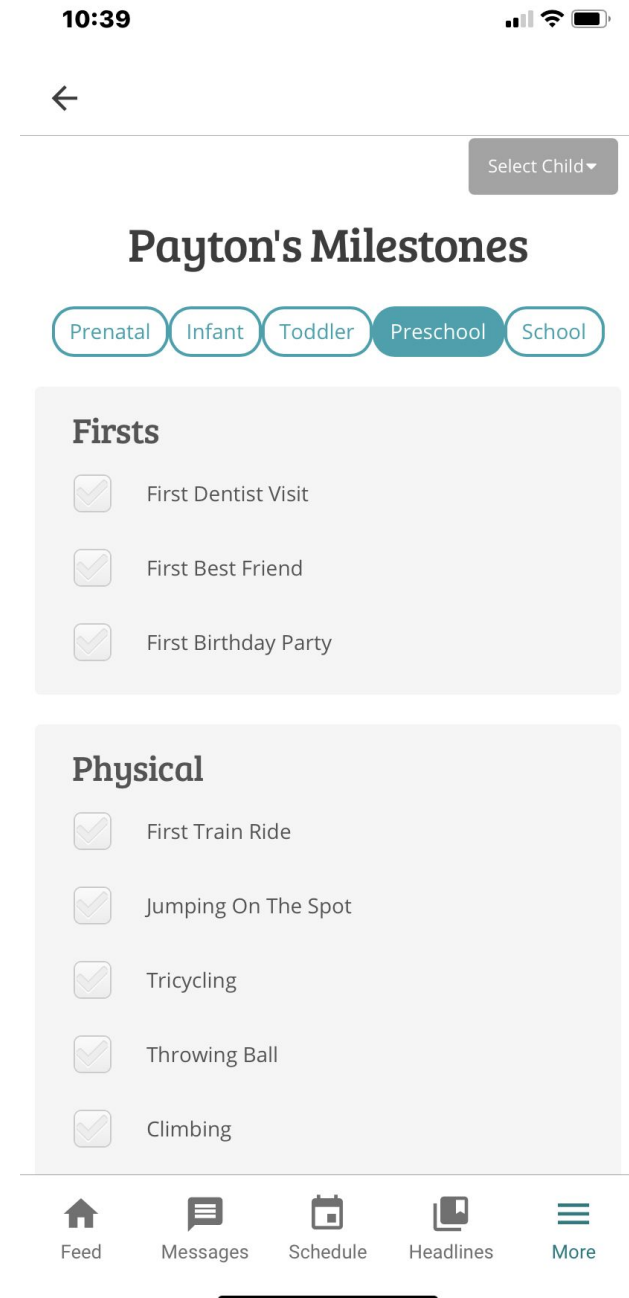 10:39
Select Child
Payton's Milestones
Prenatal Infant Toddler Preschool School
Firsts
First Dentist Visit
First Best Friend
First Birthday Party
Physical
First Train Ride
Jumping On The Spot
Tricycling
Throwing Ball
Climbing
Feed Messages Schedule Headlines More